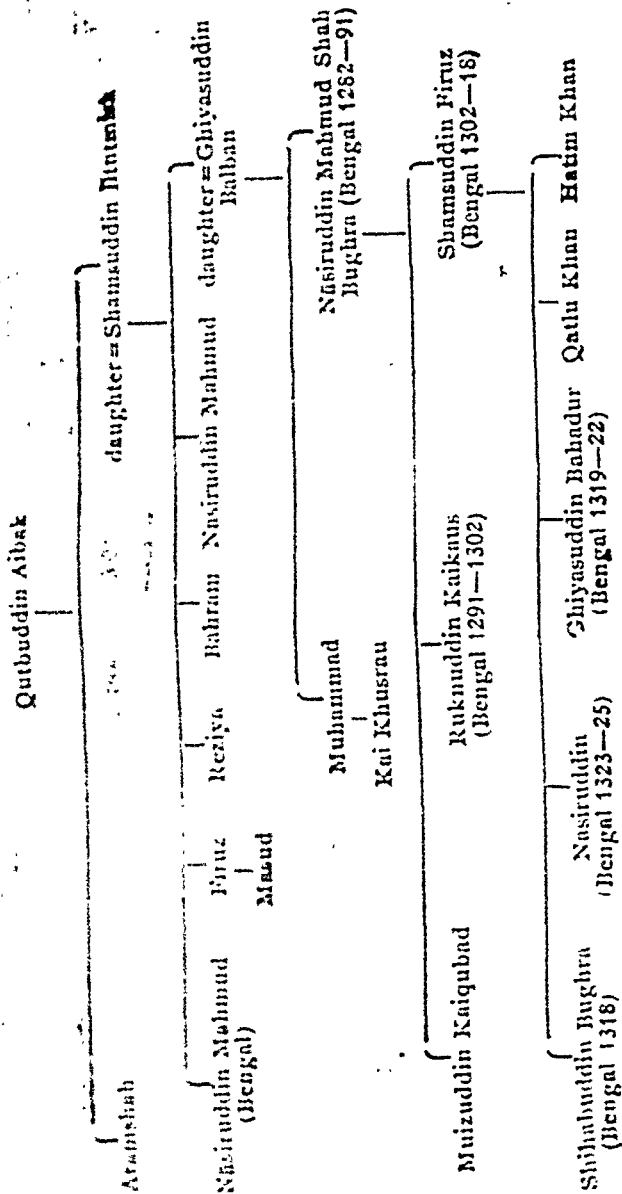 Qutbuddin Aibak
Aramshah daughter=Shamsuddin Iltutmish
Nasiruddin Mahmud Firuz Reziya Bahram Nasiruddin Mahmud daughter=Ghiyasuddin
(Bengal) Masud Balban
Muhammad Nasiruddin Mahmud Shah
Kai Khusrau Bughra (Bengal 1282—91)
Muizuddin Kaiqubad Ruknuddin Kaikaus Shamsuddin Firuz
(Bengal 1291—1302) (Bengal 1302—18)
Shihabuddin Bughra Nasiruddin Ghiyasuddin Bahadur Qatlu Khan Hatim Khan
(Bengal 1318) (Bengal 1323—25) (Bengal 1319—22)